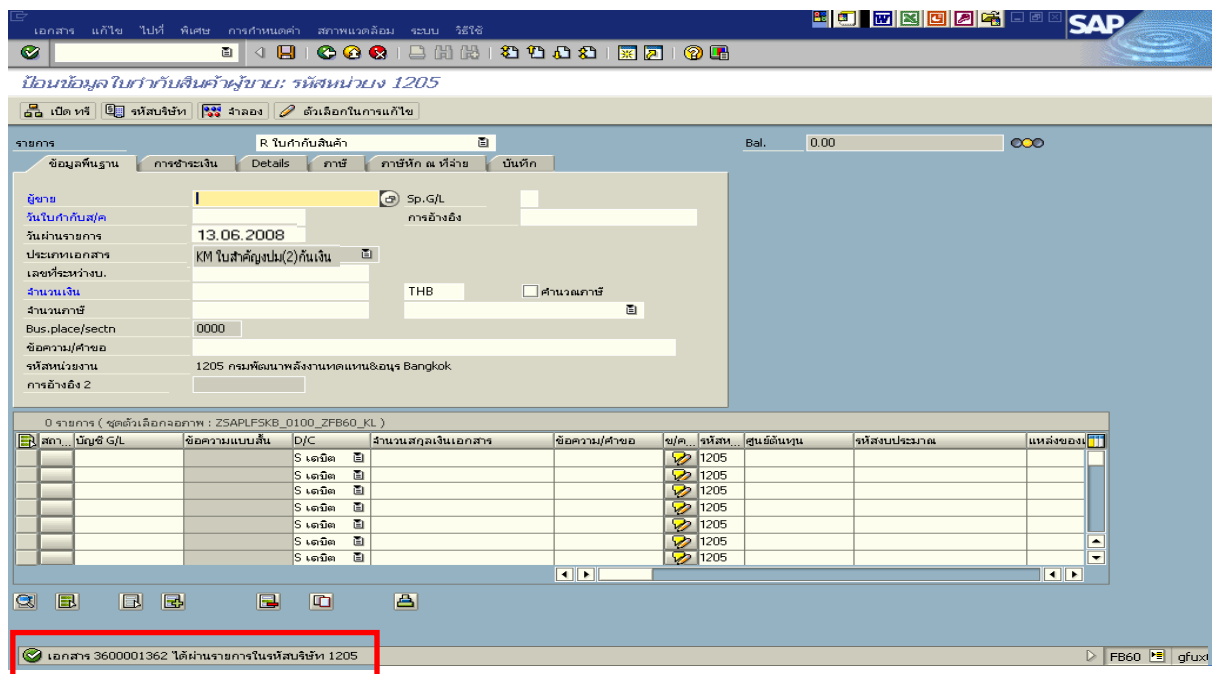 เอกสาร แก้ไข ไปที่ พิเศษ การกำหนดค่า สภาพแวดล้อม ระบบ วิธีใช้
SAP
ป้อนข้อมูลใบกำกับสินค้าผู้ขาย: รหัสหน่วยง 1205
เปิด ทรี รหัสบริษัท จำลอง ตัวเลือกในการแก้ไข
รายการ R ใบกำกับสินค้า Bal. 0.00
ข้อมูลพื้นฐาน การชำระเงิน Details ภาษี ภาษีหัก ณ ที่จ่าย บันทึก
ผู้ขาย Sp.G/L
วันใบกำกับส/ค การอ้างอิง
วันผ่านรายการ 13.06.2008
ประเภทเอกสาร KM ใบสำคัญงปม(2)กันเงิน
เลขที่ระหว่างบ.
จำนวนเงิน THB คำนวณภาษี
จำนวนภาษี
Bus.place/sectn 0000
ข้อความ/คำขอ
รหัสหน่วยงาน 1205 กรมพัฒนาพลังงานทดแทน&อนุร Bangkok
การอ้างอิง 2
0 รายการ ( ชุดตัวเลือกจอภาพ : ZSAPLFSKB_0100_ZFB60_KL )
สถา... บัญชี G/L ข้อความแบบสั้น D/C จำนวนสกุลเงินเอกสาร ข้อความ/คำขอ ข/ค... รหัสห... ศูนย์ต้นทุน รหัสงบประมาณ แหล่งของเ
S เดบิต 1205
S เดบิต 1205
S เดบิต 1205
S เดบิต 1205
S เดบิต 1205
S เดบิต 1205
S เดบิต 1205
เอกสาร 3600001362 ได้ผ่านรายการในรหัสบริษัท 1205
FB60 gfux